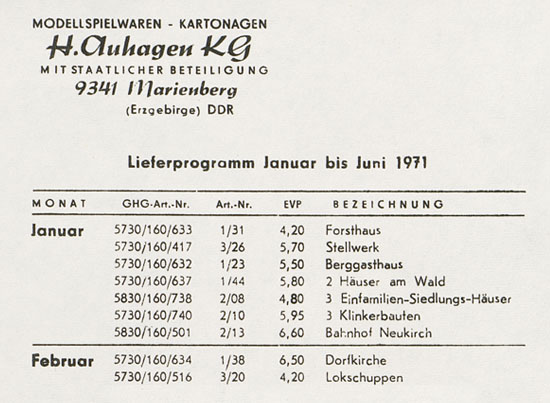 MODELLSPIELWAREN - KARTONAGEN
H. Auhagen KG
MIT STAATLICHER BETEILIGUNG
9341 Marienberg
(Erzgebirge) DDR
Lieferprogramm Januar bis Juni 1971
MONAT GHG-Art.-Nr. Art.-Nr. EVP BEZEICHNUNG
Januar 5730/160/633 1/31 4,20 Forsthaus
5730/160/417 3/26 5,70 Stellwerk
5730/160/632 1/23 5,50 Berggasthaus
5730/160/637 1/44 5,80 2 Häuser am Wald
5830/160/738 2/08 4,80 3 Einfamilien-Siedlungs-Häuser
5730/160/740 2/10 5,95 3 Klinkerbauten
5830/160/501 2/13 6,60 Bahnhof Neukirch
Februar 5730/160/634 1/38 6,50 Dorfkirche
5730/160/516 3/20 4,20 Lokschuppen